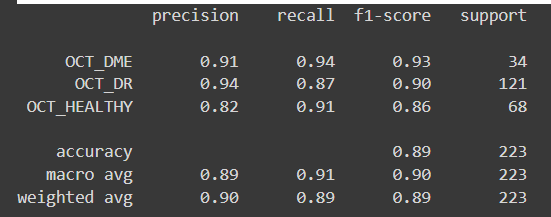 precision recall f1-score support
OCT_DME 0.91 0.94 0.93 34
OCT_DR 0.94 0.87 0.90 121
OCT_HEALTHY 0.82 0.91 0.86 68
accuracy 0.89 223
macro avg 0.89 0.91 0.90 223
weighted avg 0.90 0.89 0.89 223